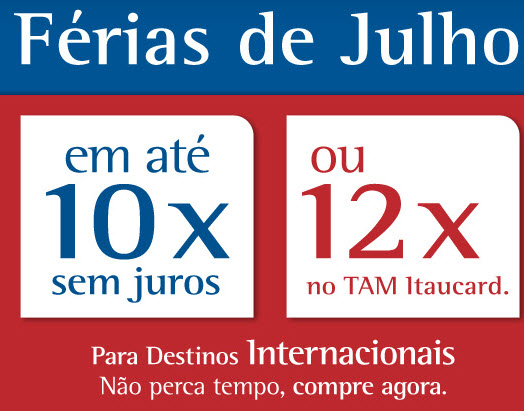 Férias de Julho
em até
10x
sem juros
ou
12x
no TAM Itaucard.
Para Destinos Internacionais
Não perca tempo, compre agora.